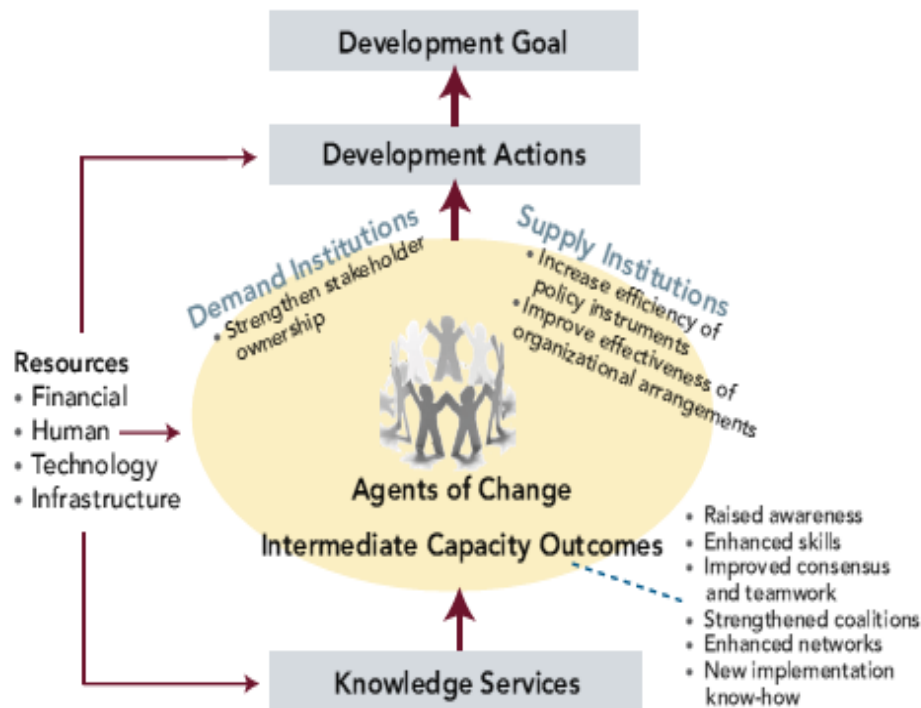 Development Goal
Development Actions
Demand Institutions
• Strengthen stakeholder
ownership
Supply Institutions
• Increase efficiency of
policy instruments
• Improve effectiveness of
organizational arrangements
Resources
• Financial
• Human
• Technology
• Infrastructure
Agents of Change
Intermediate Capacity Outcomes
• Raised awareness
• Enhanced skills
• Improved consensus
and teamwork
• Strengthened coalitions
• Enhanced networks
• New implementation
know-how
Knowledge Services